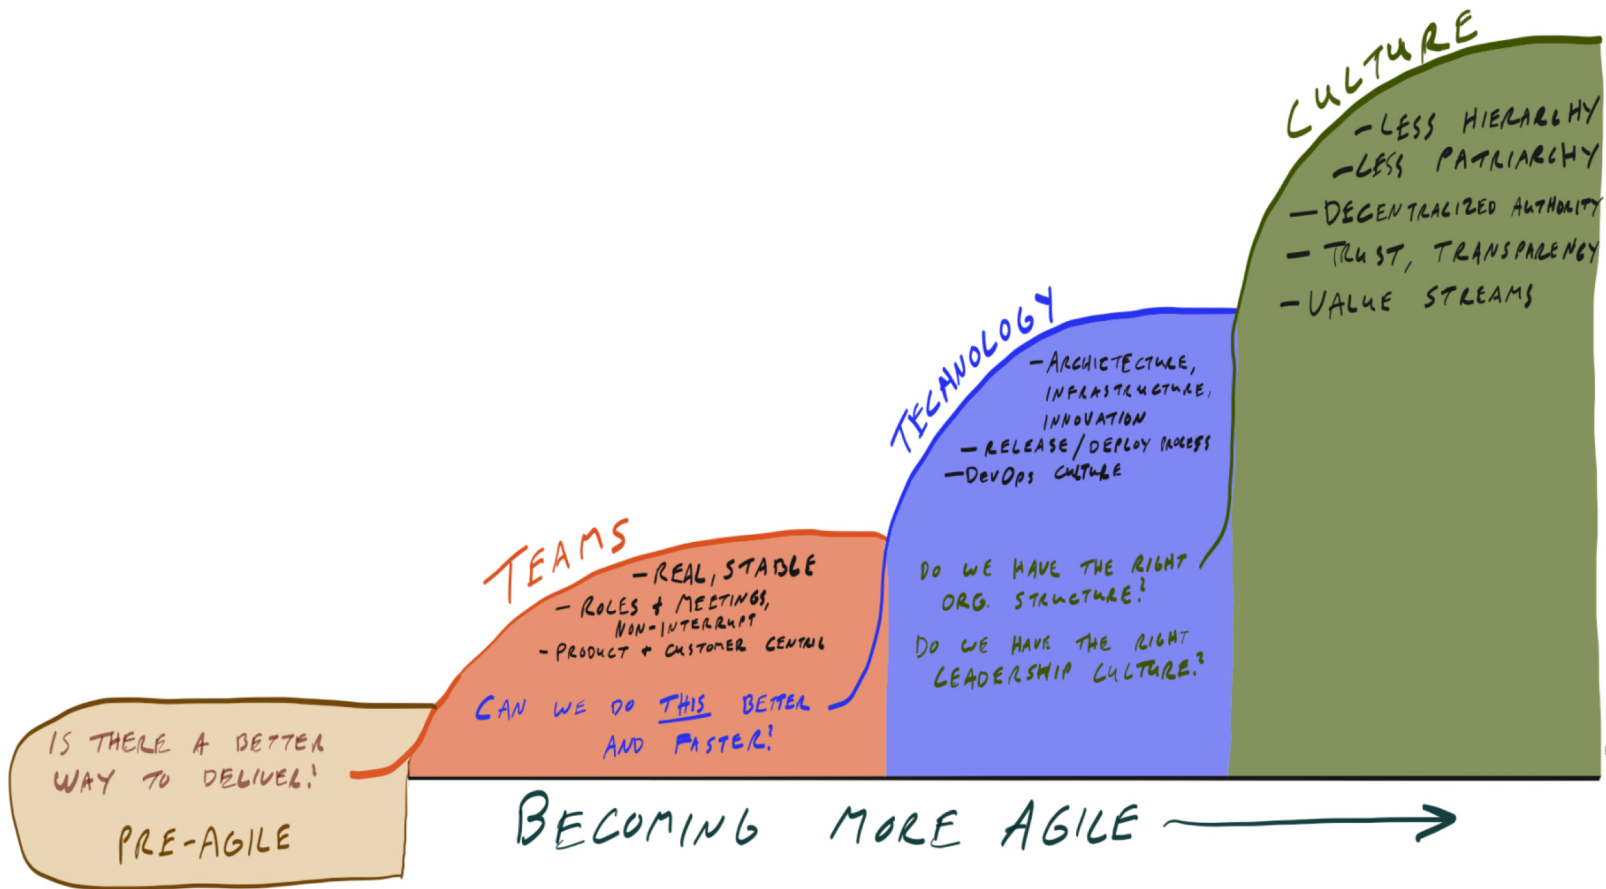 IS THERE A BETTER
WAY TO DELIVER?
PRE-AGILE
TEAMS
- REAL, STABLE
- ROLES + MEETINGS,
NON-INTERRUPT
- PRODUCT + CUSTOMER CENTRIC
CAN WE DO THIS BETTER
AND FASTER?
TECHNOLOGY
- ARCHICTECTURE,
INFRASTRUCTURE,
INNOVATION
- RELEASE/DEPLOY PROCESS
- DevOps CULTURE
DO WE HAVE THE RIGHT
ORG. STRUCTURE?
DO WE HAVE THE RIGHT
LEADERSHIP CULTURE?
CULTURE
- LESS HIERARCHY
- LESS PATRIARCHY
- DECENTRALIZED AUTHORITY
- TRUST, TRANSPARENCY
- VALUE STREAMS
BECOMING MORE AGILE